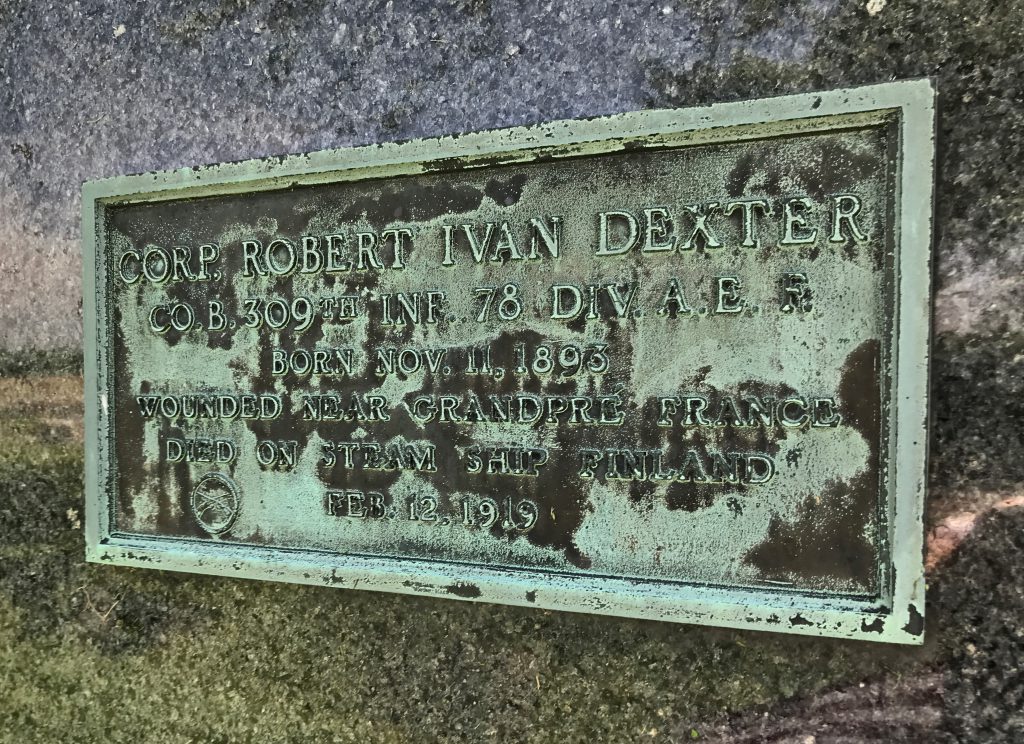 CORP. ROBERT IVAN DEXTER
CO. B. 309TH INF. 78 DIV. A. E. F.
BORN NOV. 11, 1893
WOUNDED NEAR GRANDPRÉ FRANCE
DIED ON STEAM SHIP FINLAND
FEB. 12, 1919